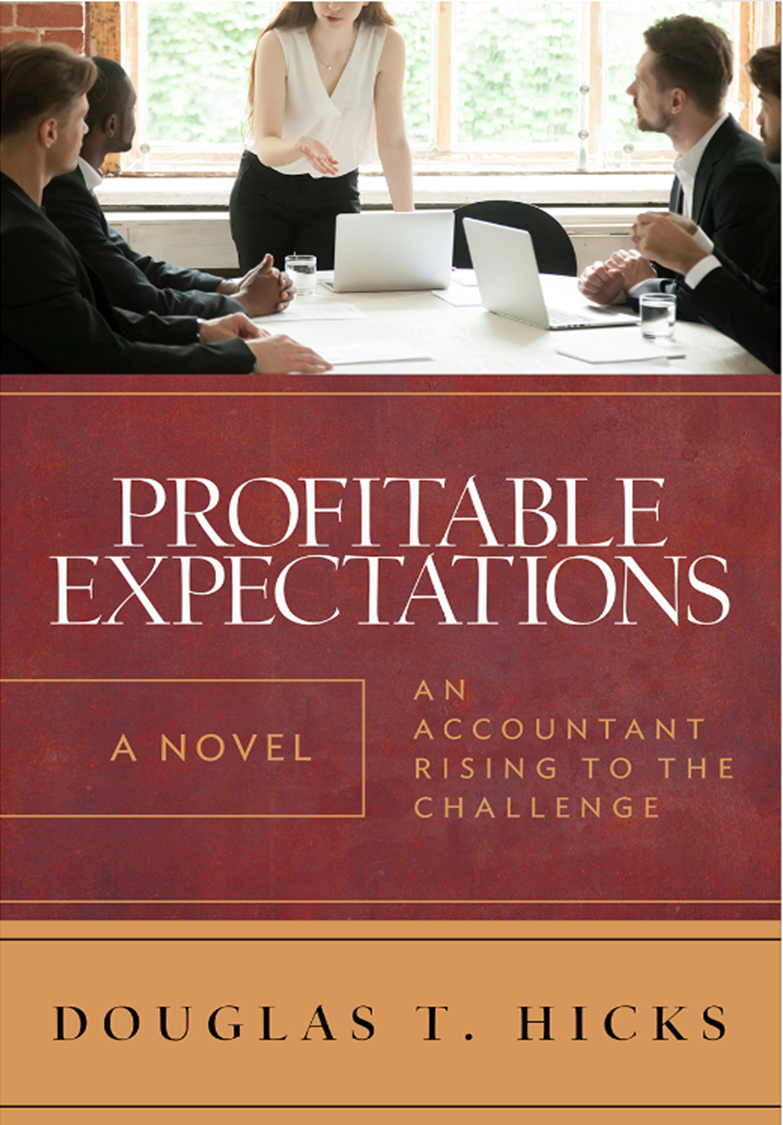 PROFITABLE
EXPECTATIONS
A NOVEL
AN
ACCOUNTANT
RISING TO THE
CHALLENGE
DOUGLAS T. HICKS